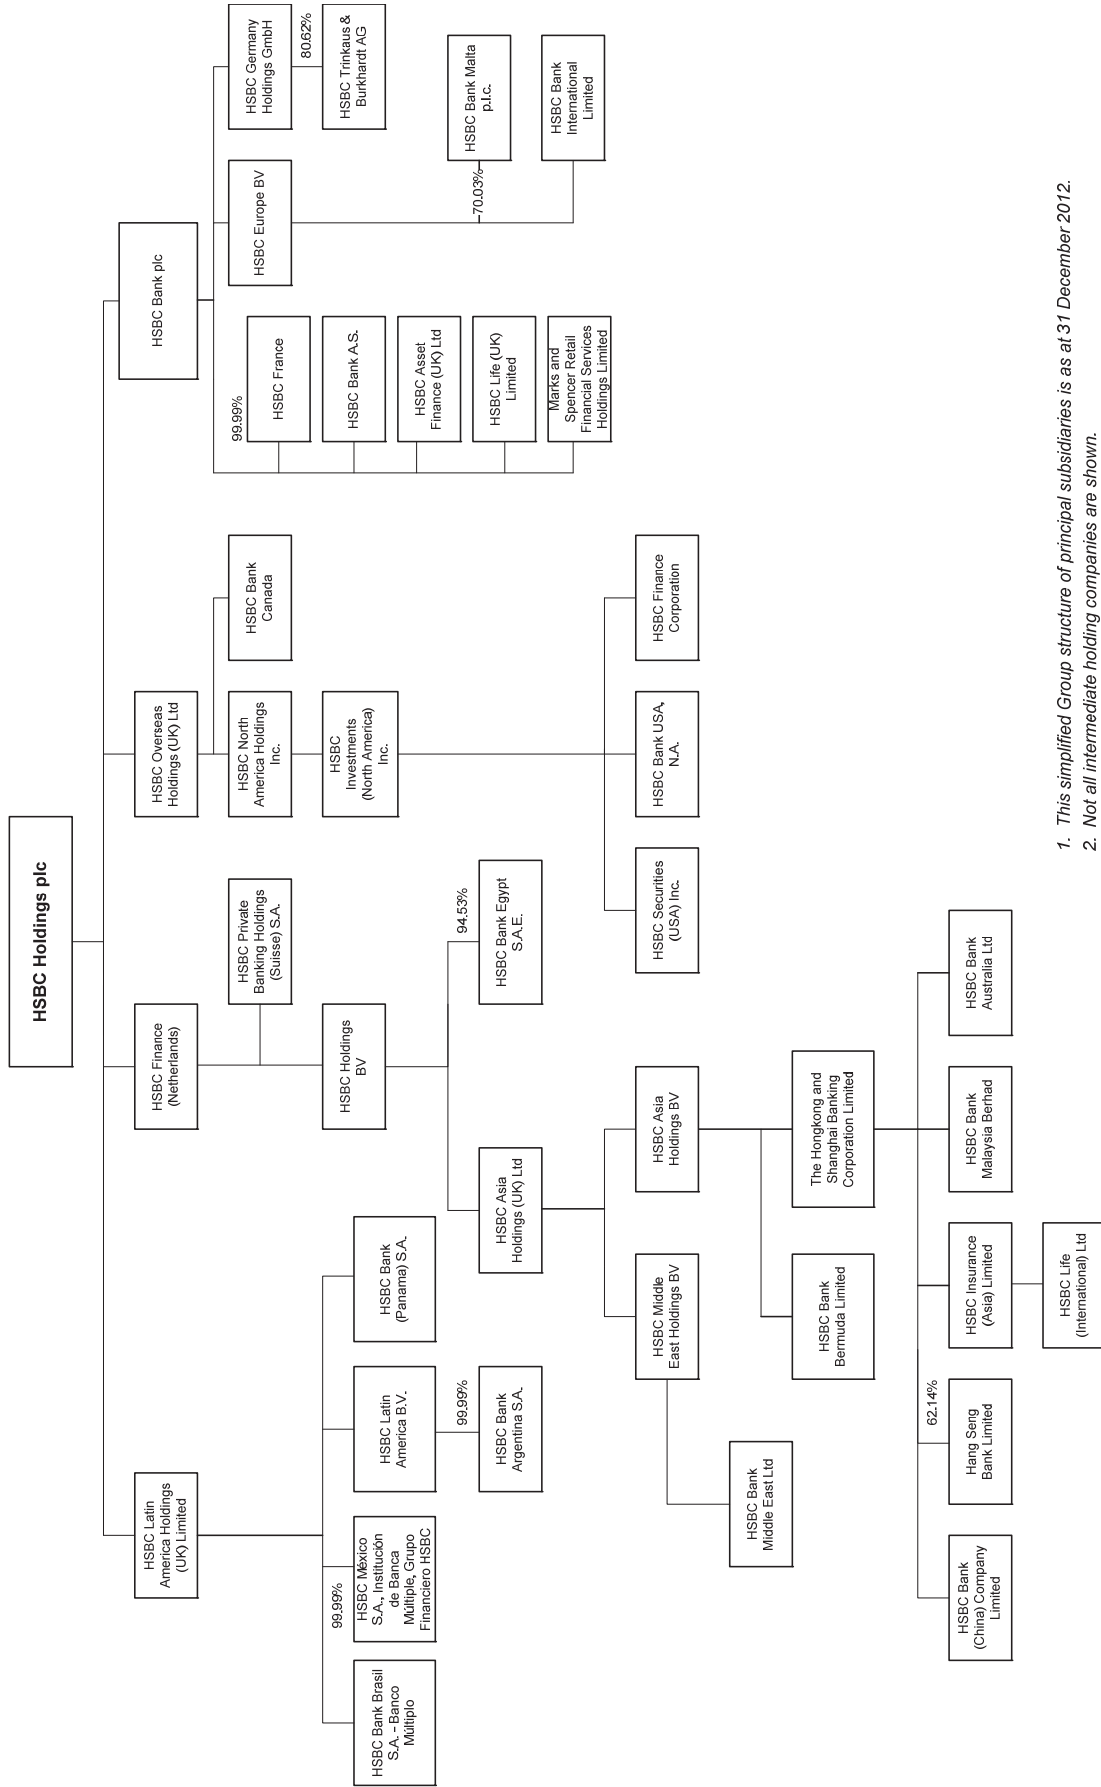 HSBC Holdings plc
HSBC Latin
America Holdings
(UK) Limited
HSBC Finance
(Netherlands)
HSBC Overseas
Holdings (UK) Ltd
HSBC Bank plc
HSBC Bank Brasil
S.A. – Banco
Múltiplo
99.99%
HSBC México
S.A., Institución
de Banca
Múltiple, Grupo
Financiero HSBC
HSBC Latin
America B.V.
HSBC Bank
(Panama) S.A.
99.99%
HSBC Bank
Argentina S.A.
HSBC Private
Banking Holdings
(Suisse) S.A.
HSBC Holdings
BV
HSBC Asia
Holdings (UK) Ltd
94.53%
HSBC Bank Egypt
S.A.E.
HSBC Middle
East Holdings BV
HSBC Asia
Holdings BV
HSBC Bank
Middle East Ltd
HSBC Bank
Bermuda Limited
The Hongkong and
Shanghai Banking
Corporation Limited
HSBC Bank
(China) Company
Limited
62.14%
Hang Seng
Bank Limited
HSBC Insurance
(Asia) Limited
HSBC Bank
Malaysia Berhad
HSBC Bank
Australia Ltd
HSBC Life
(International) Ltd
HSBC North
America Holdings
Inc.
HSBC Bank
Canada
HSBC
Investments
(North America)
Inc.
HSBC Securities
(USA) Inc.
HSBC Bank USA,
N.A.
HSBC Finance
Corporation
99.99%
HSBC France
HSBC Bank A.S.
HSBC Asset
Finance (UK) Ltd
HSBC Life (UK)
Limited
Marks and
Spencer Retail
Financial Services
Holdings Limited
HSBC Europe BV
HSBC Germany
Holdings GmbH
80.62%
HSBC Trinkaus &
Burkhardt AG
70.03%
HSBC Bank Malta
p.l.c.
HSBC Bank
International
Limited
1. This simplified Group structure of principal subsidiaries is as at 31 December 2012.
2. Not all intermediate holding companies are shown.